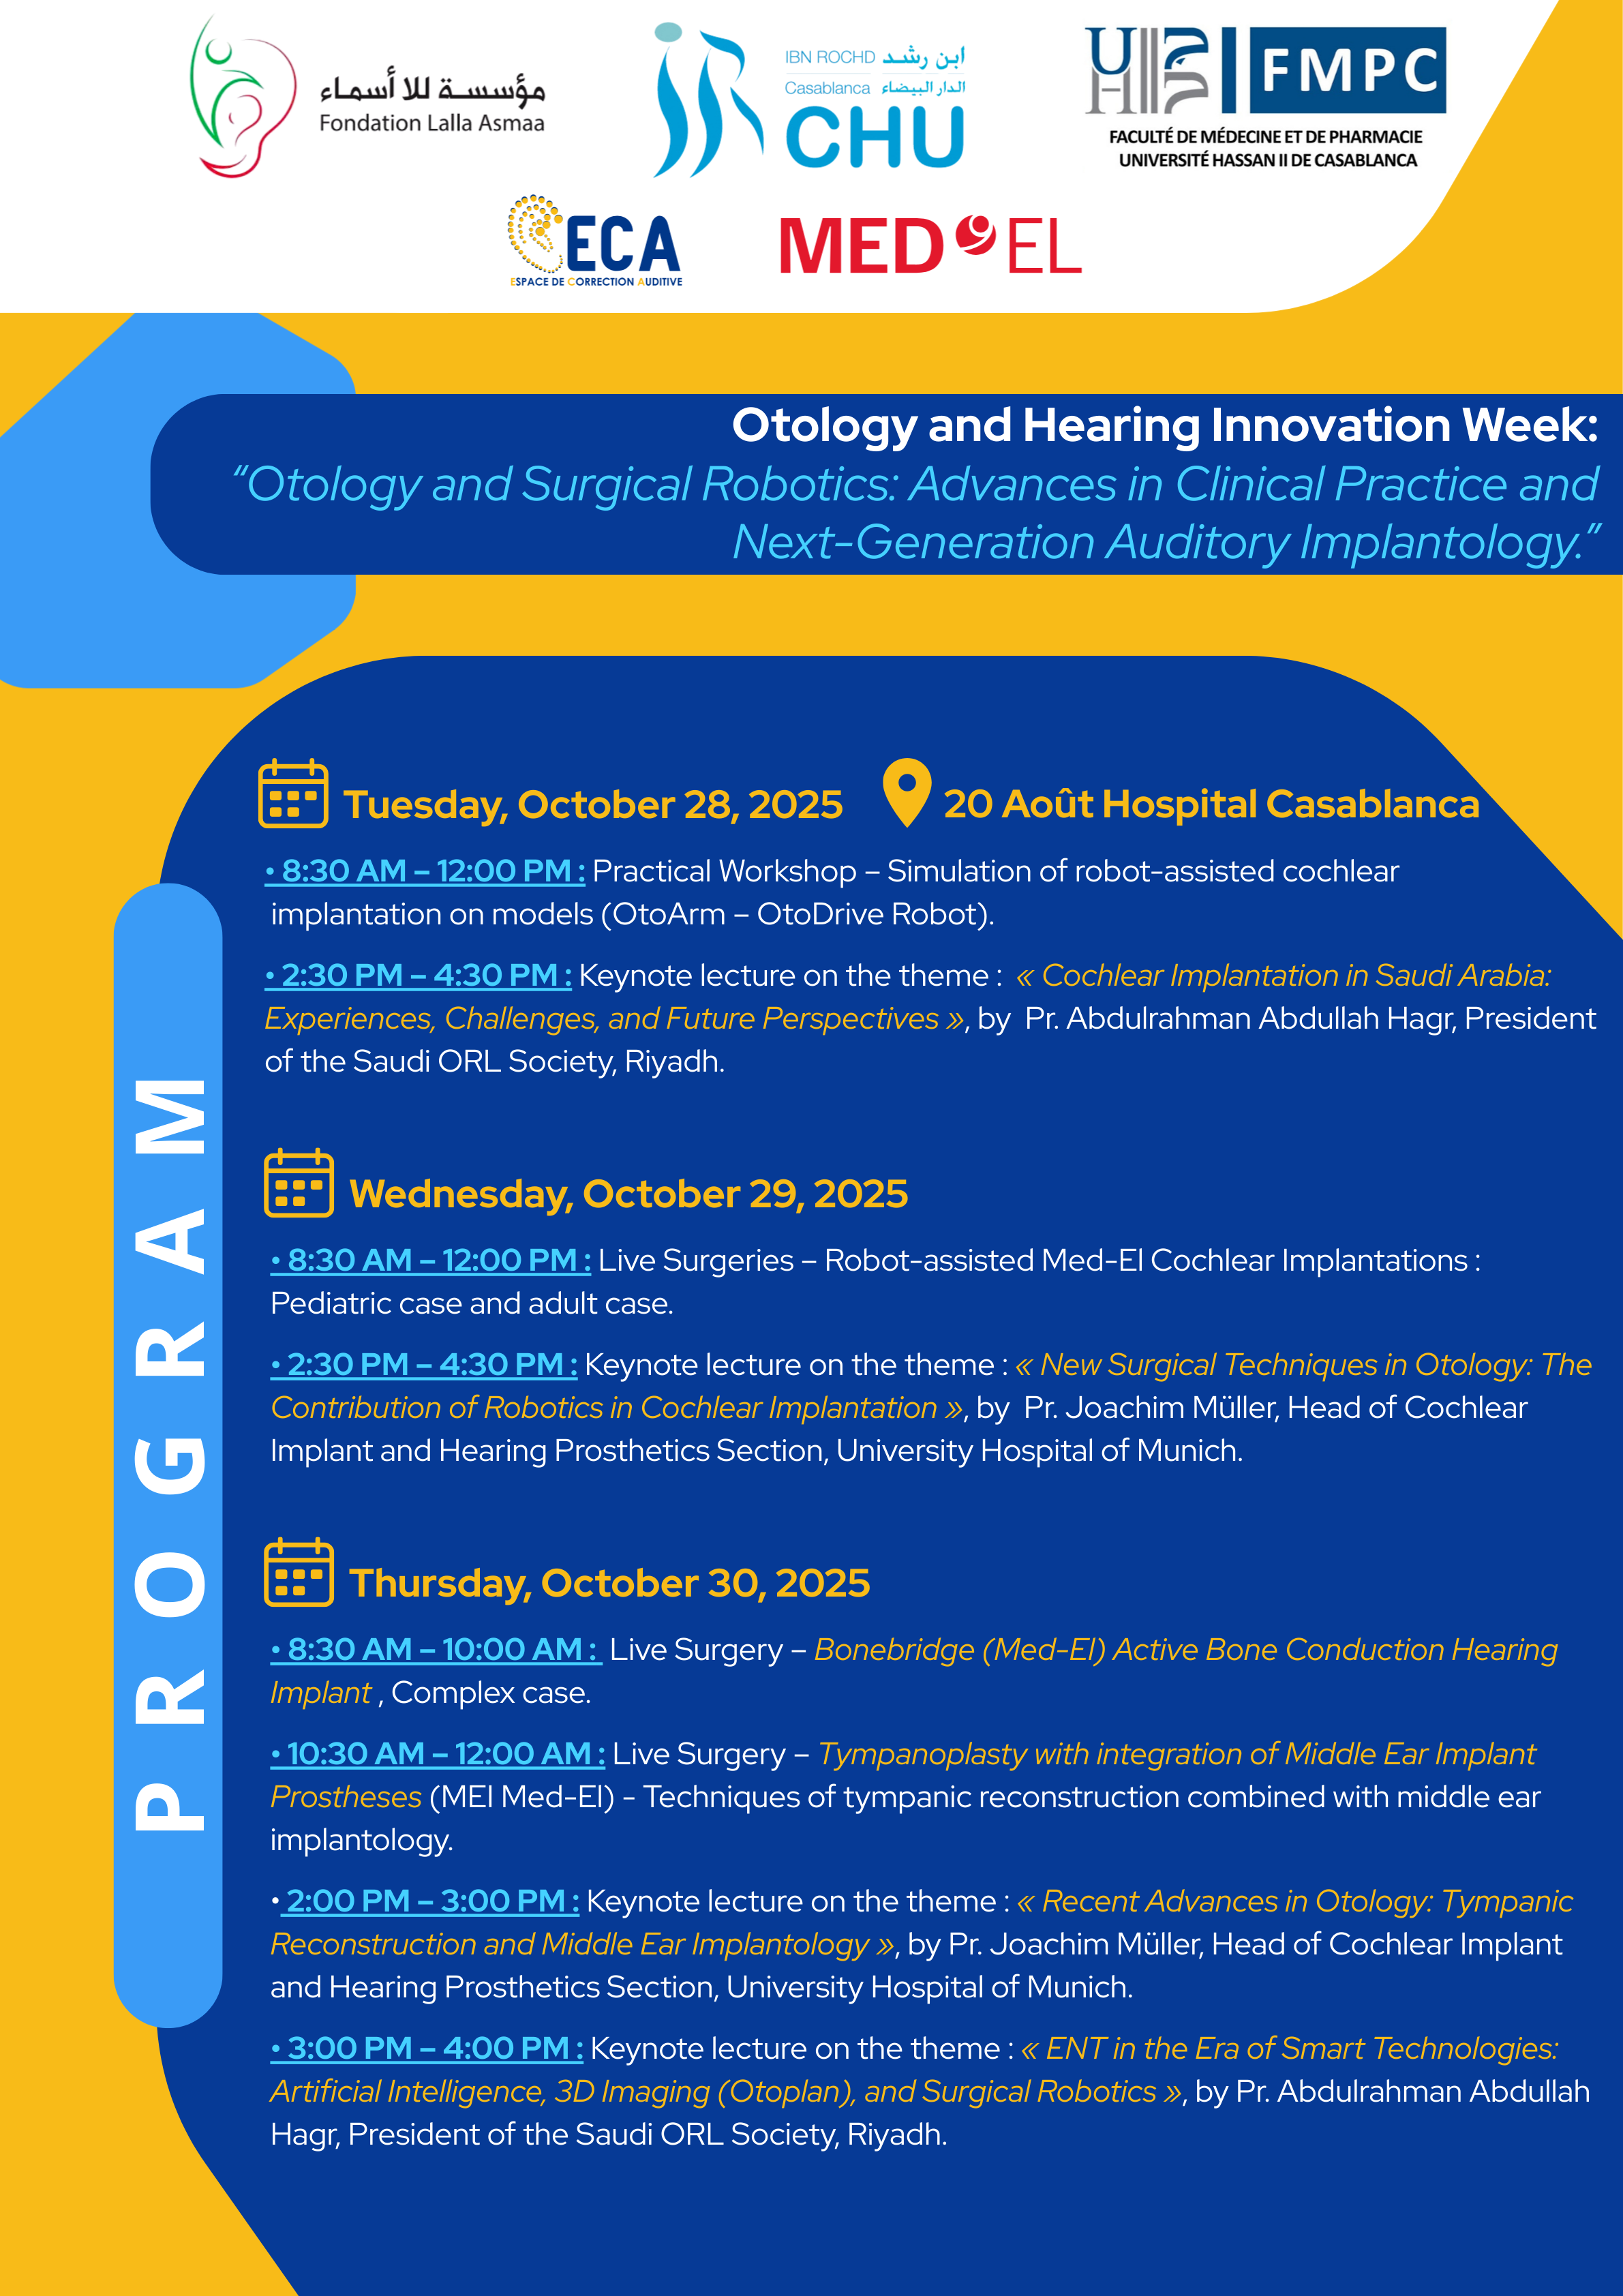 مؤسسة للا أسماء
Fondation Lalla Asmaa
IBN ROCHD ابن رشد
Casablanca الدار البيضاء
CHU
UH
FMPC
FACULTÉ DE MÉDECINE ET DE PHARMACIE
UNIVERSITÉ HASSAN II DE CASABLANCA
ECA
ESPACE DE CORRECTION AUDITIVE
MED EL
Otology and Hearing Innovation Week:
“Otology and Surgical Robotics: Advances in Clinical Practice and
Next-Generation Auditory Implantology.”
PROGRAM
Tuesday, October 28, 2025
20 Août Hospital Casablanca
• 8:30 AM – 12:00 PM : Practical Workshop – Simulation of robot-assisted cochlear
implantation on models (OtoArm – OtoDrive Robot).
• 2:30 PM – 4:30 PM : Keynote lecture on the theme : « Cochlear Implantation in Saudi Arabia:
Experiences, Challenges, and Future Perspectives », by Pr. Abdulrahman Abdullah Hagr, President
of the Saudi ORL Society, Riyadh.
Wednesday, October 29, 2025
• 8:30 AM – 12:00 PM : Live Surgeries – Robot-assisted Med-El Cochlear Implantations :
Pediatric case and adult case.
• 2:30 PM – 4:30 PM : Keynote lecture on the theme : « New Surgical Techniques in Otology: The
Contribution of Robotics in Cochlear Implantation », by Pr. Joachim Müller, Head of Cochlear
Implant and Hearing Prosthetics Section, University Hospital of Munich.
Thursday, October 30, 2025
• 8:30 AM – 10:00 AM : Live Surgery – Bonebridge (Med-El) Active Bone Conduction Hearing
Implant , Complex case.
• 10:30 AM – 12:00 AM : Live Surgery – Tympanoplasty with integration of Middle Ear Implant
Prostheses (MEI Med-El) - Techniques of tympanic reconstruction combined with middle ear
implantology.
• 2:00 PM – 3:00 PM : Keynote lecture on the theme : « Recent Advances in Otology: Tympanic
Reconstruction and Middle Ear Implantology », by Pr. Joachim Müller, Head of Cochlear Implant
and Hearing Prosthetics Section, University Hospital of Munich.
• 3:00 PM – 4:00 PM : Keynote lecture on the theme : « ENT in the Era of Smart Technologies:
Artificial Intelligence, 3D Imaging (Otoplan), and Surgical Robotics », by Pr. Abdulrahman Abdullah
Hagr, President of the Saudi ORL Society, Riyadh.